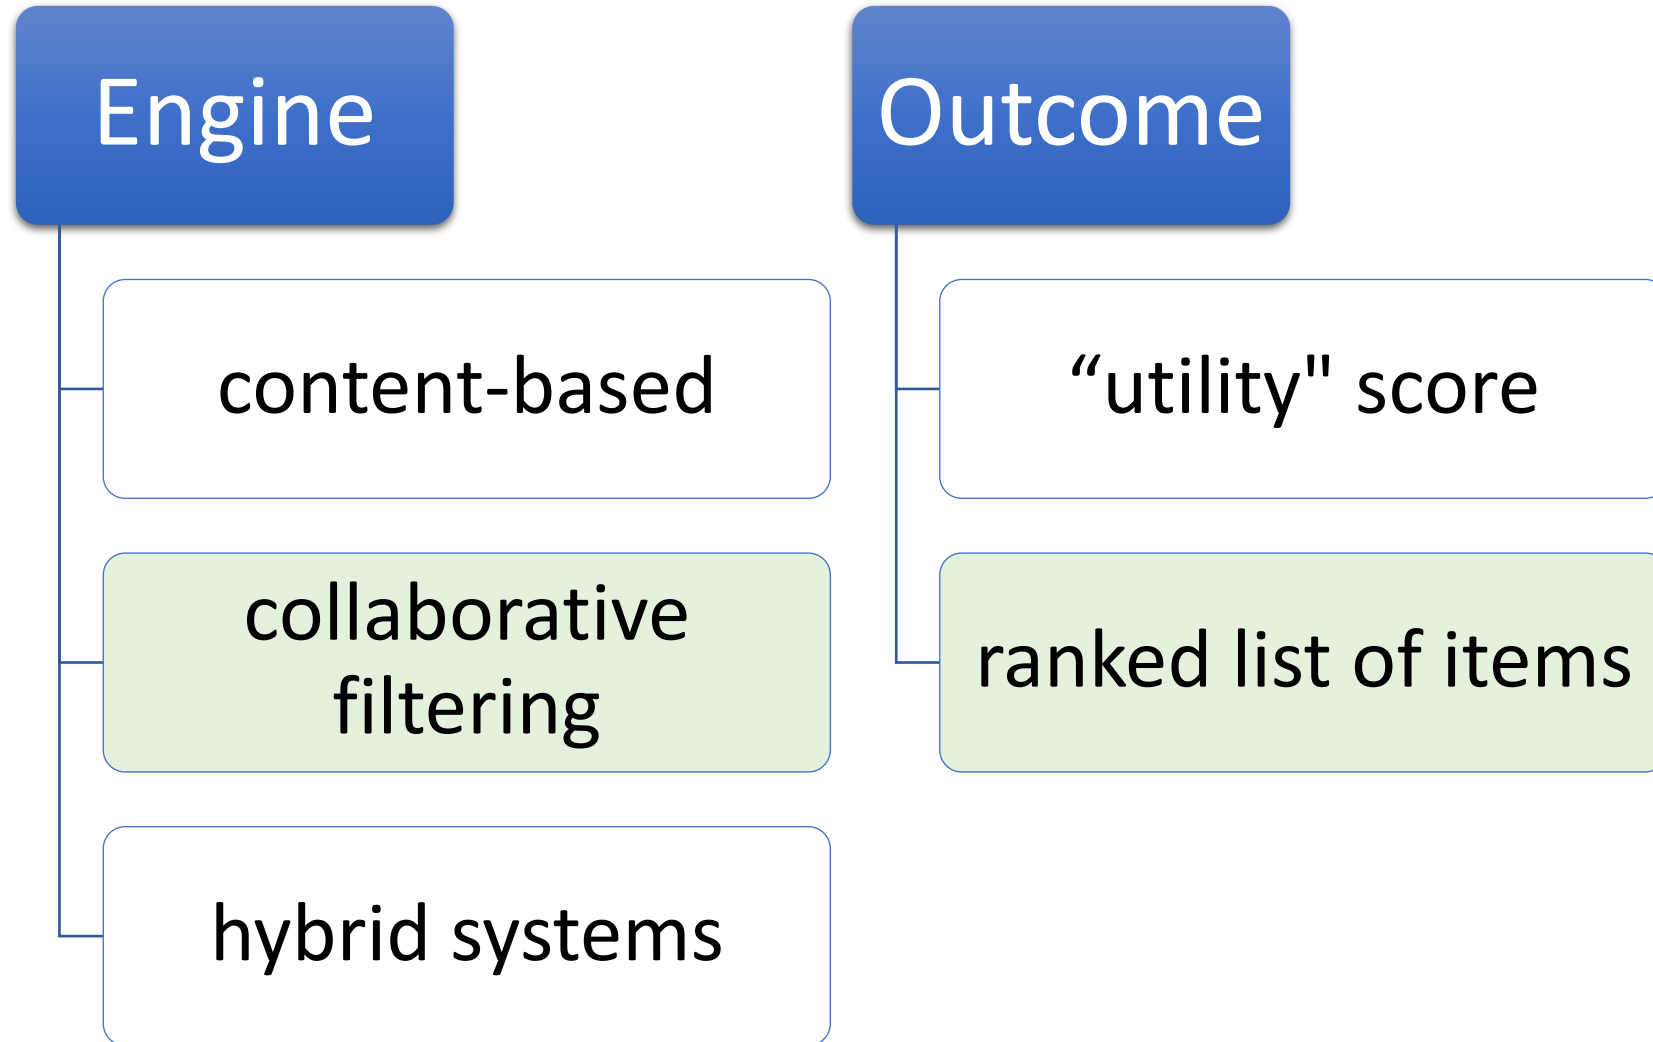 Engine
content-based
collaborative
filtering
hybrid systems
Outcome
“utility" score
ranked list of items